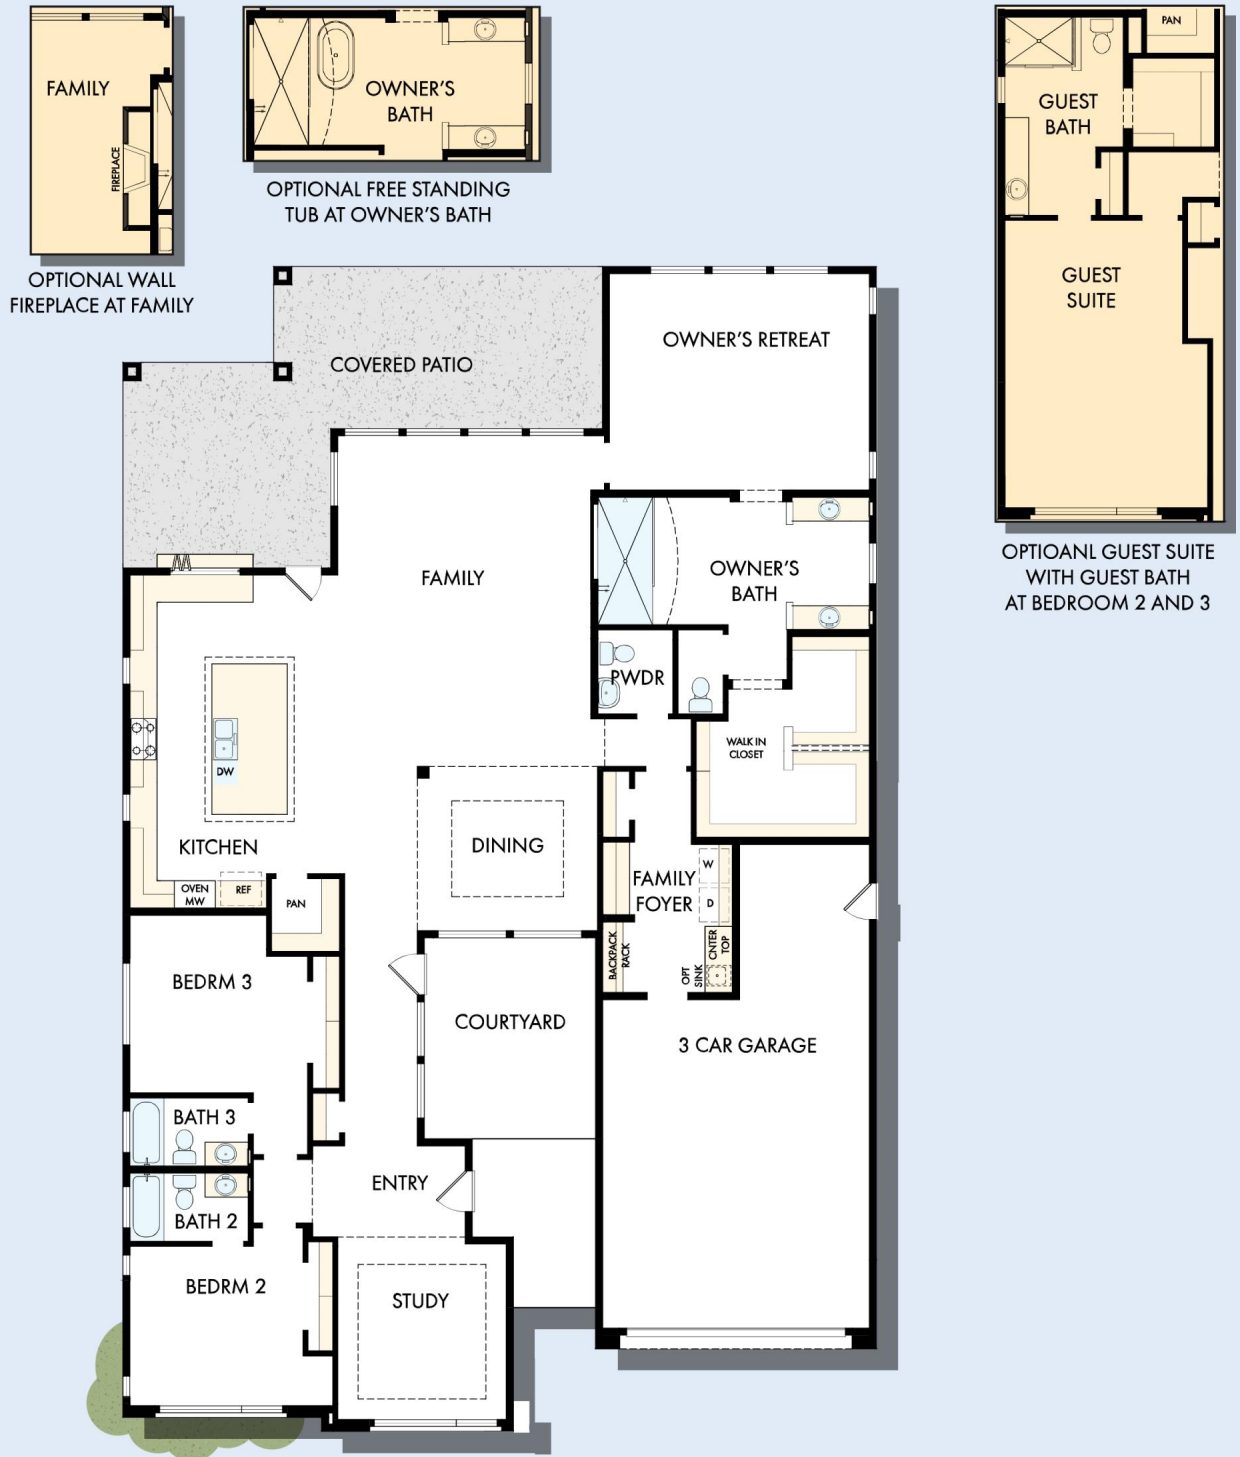 FAMILY
FIREPLACE
OPTIONAL WALL
FIREPLACE AT FAMILY
OWNER'S
BATH
OPTIONAL FREE STANDING
TUB AT OWNER'S BATH
PAN
GUEST
BATH
GUEST
SUITE
OPTIOANL GUEST SUITE
WITH GUEST BATH
AT BEDROOM 2 AND 3
OWNER'S RETREAT
COVERED PATIO
FAMILY
OWNER'S
BATH
PWDR
WALK IN
CLOSET
DW
KITCHEN
DINING
OVEN
MW
REF
PAN
FAMILY
FOYER
W
D
BACKPACK
RACK
CNTER
TOP
OPT
SINK
BEDRM 3
COURTYARD
3 CAR GARAGE
BATH 3
ENTRY
BATH 2
BEDRM 2
STUDY